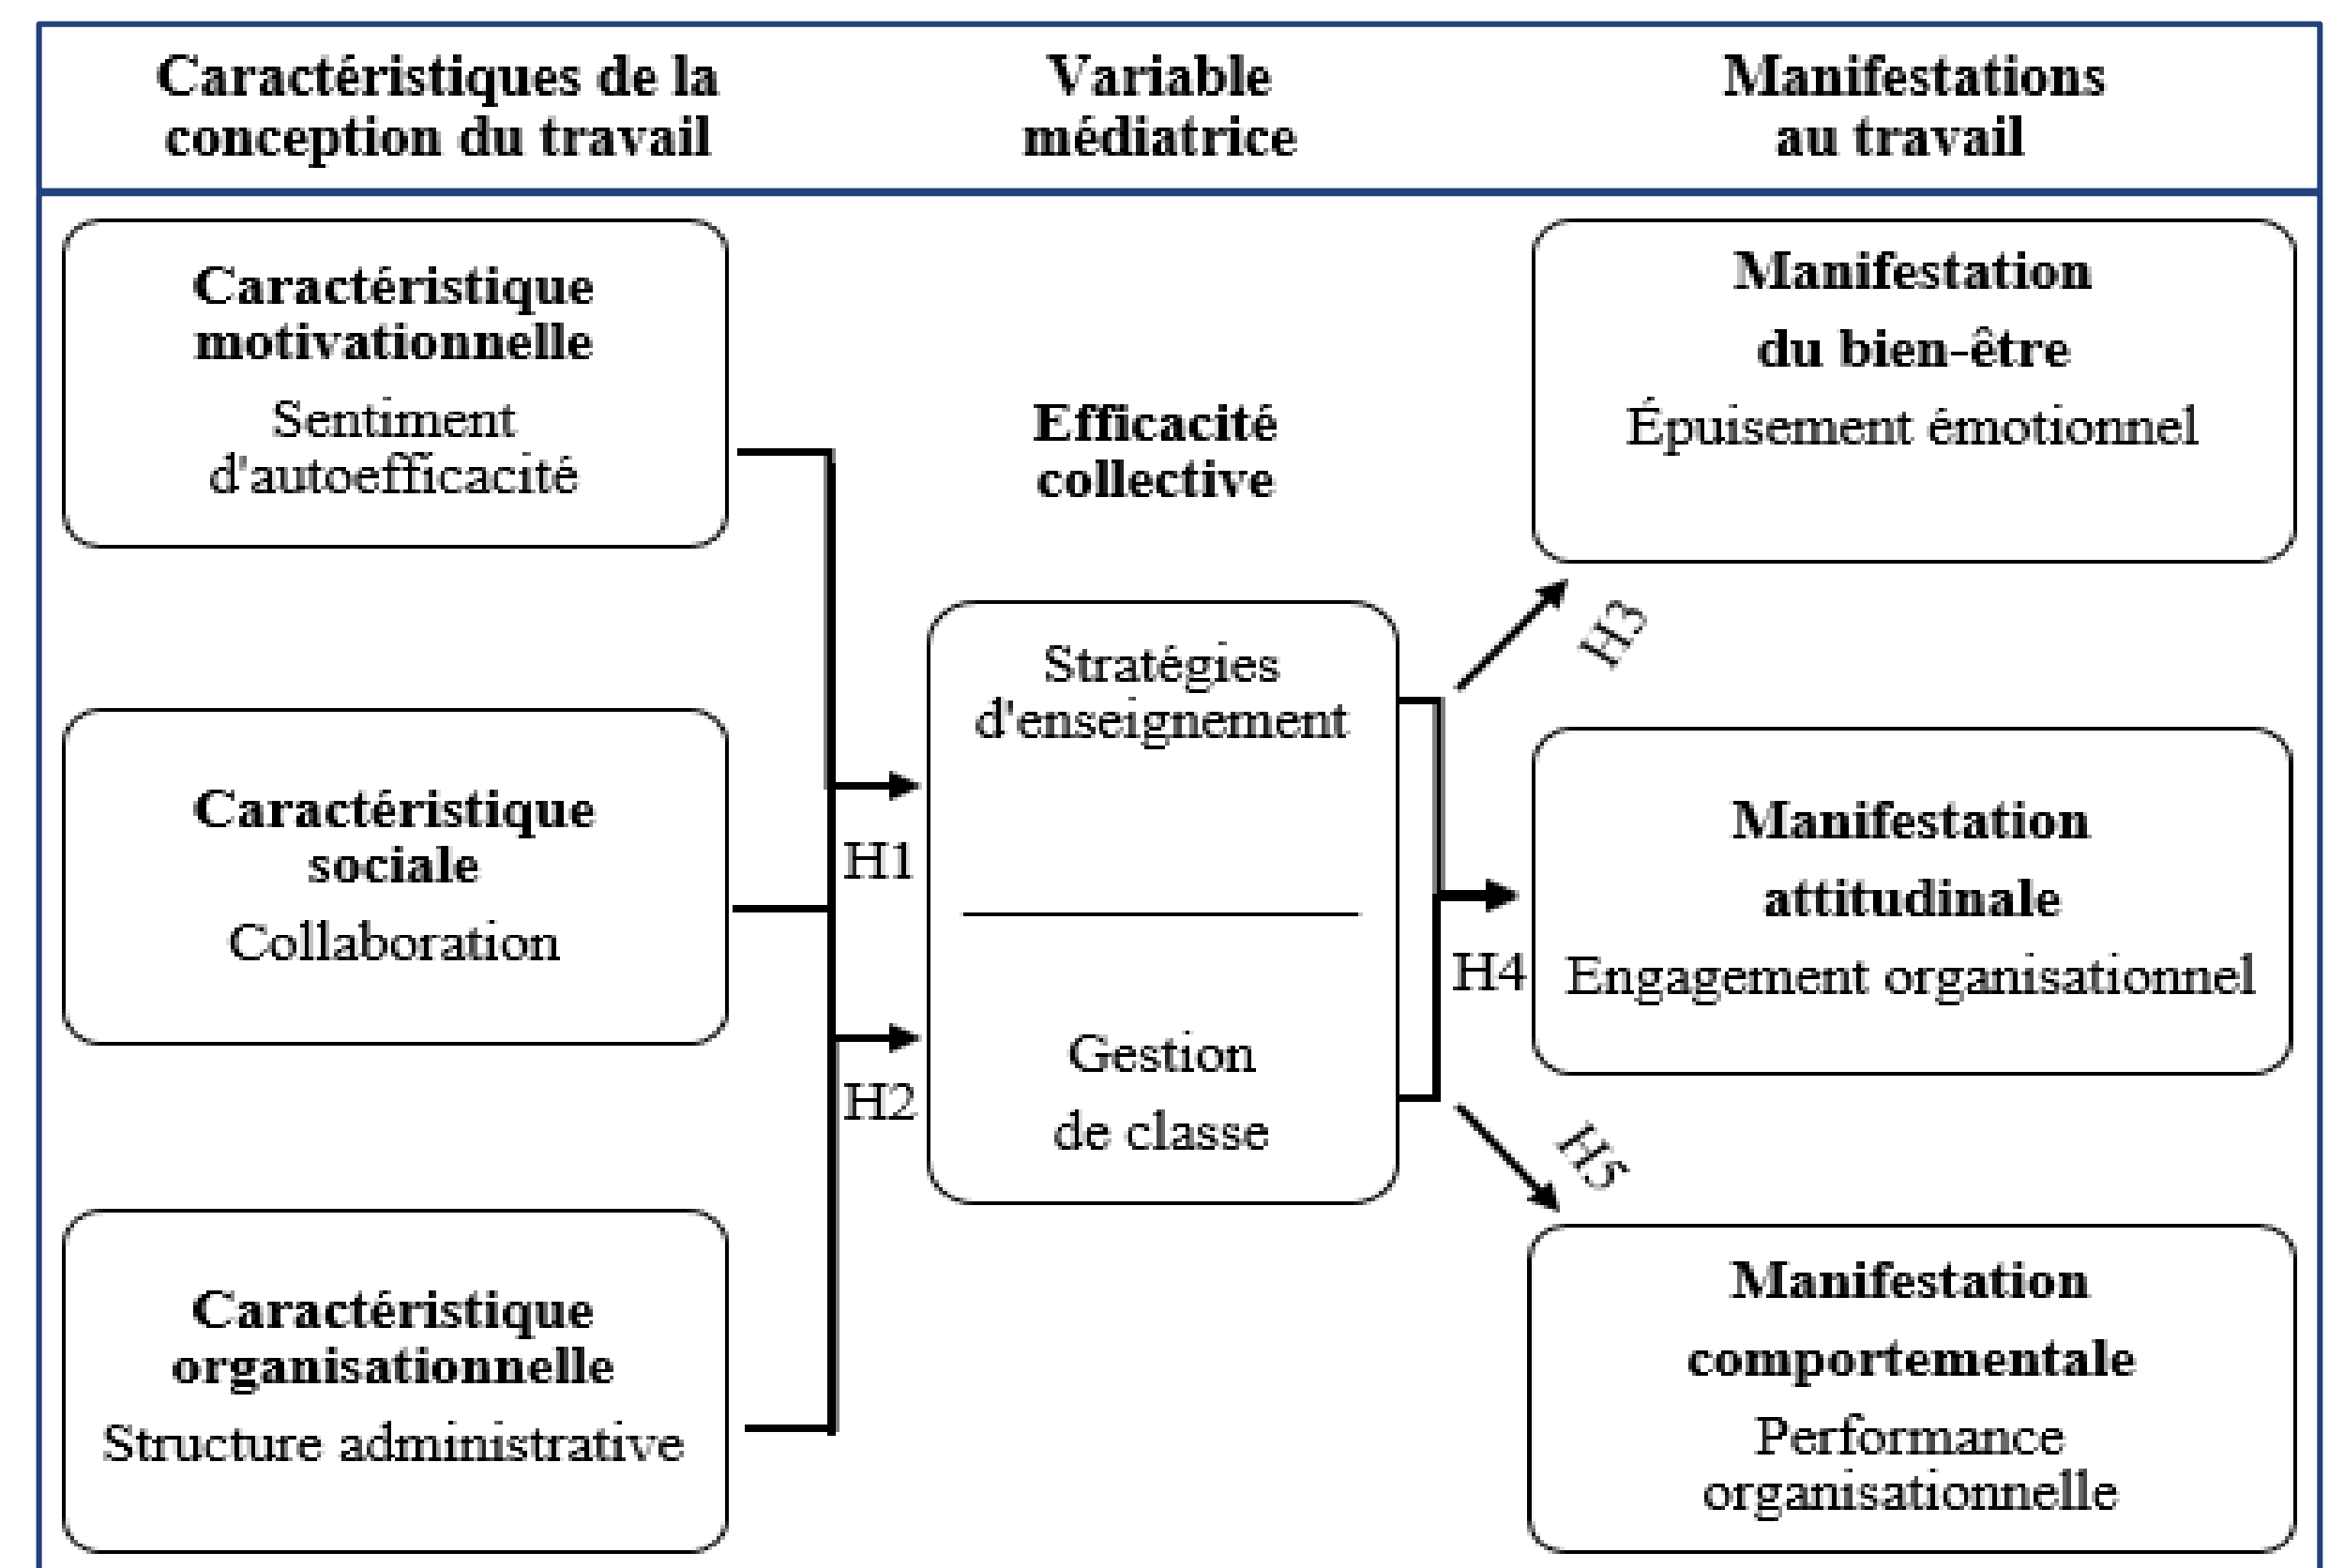 Caractéristiques de la
conception du travail
Variable
médiatrice
Manifestations
au travail
Caractéristique
motivationnelle
Sentiment
d'autoefficacité
Caractéristique
sociale
Collaboration
Caractéristique
organisationnelle
Structure administrative
H1
H2
Efficacité
collective
Stratégies
d'enseignement
Gestion
de classe
H3
H4
H5
Manifestation
du bien-être
Épuisement émotionnel
Manifestation
attitudinale
Engagement organisationnel
Manifestation
comportementale
Performance
organisationnelle